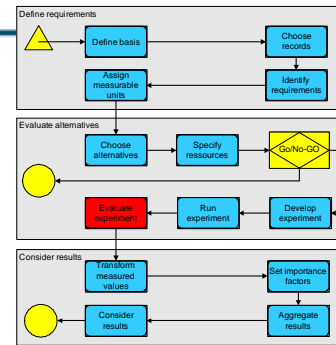 Define requirements
Define basis
Choose
records
Assign
measurable
units
Identify
requirements
Evaluate alternatives
Choose
alternatives
Specify
ressources
Go/No-GO
Evaluate
experiment
Run
experiment
Develop
experiment
Consider results
Transform
measured
values
Set importance
factors
Consider
results
Aggregate
results